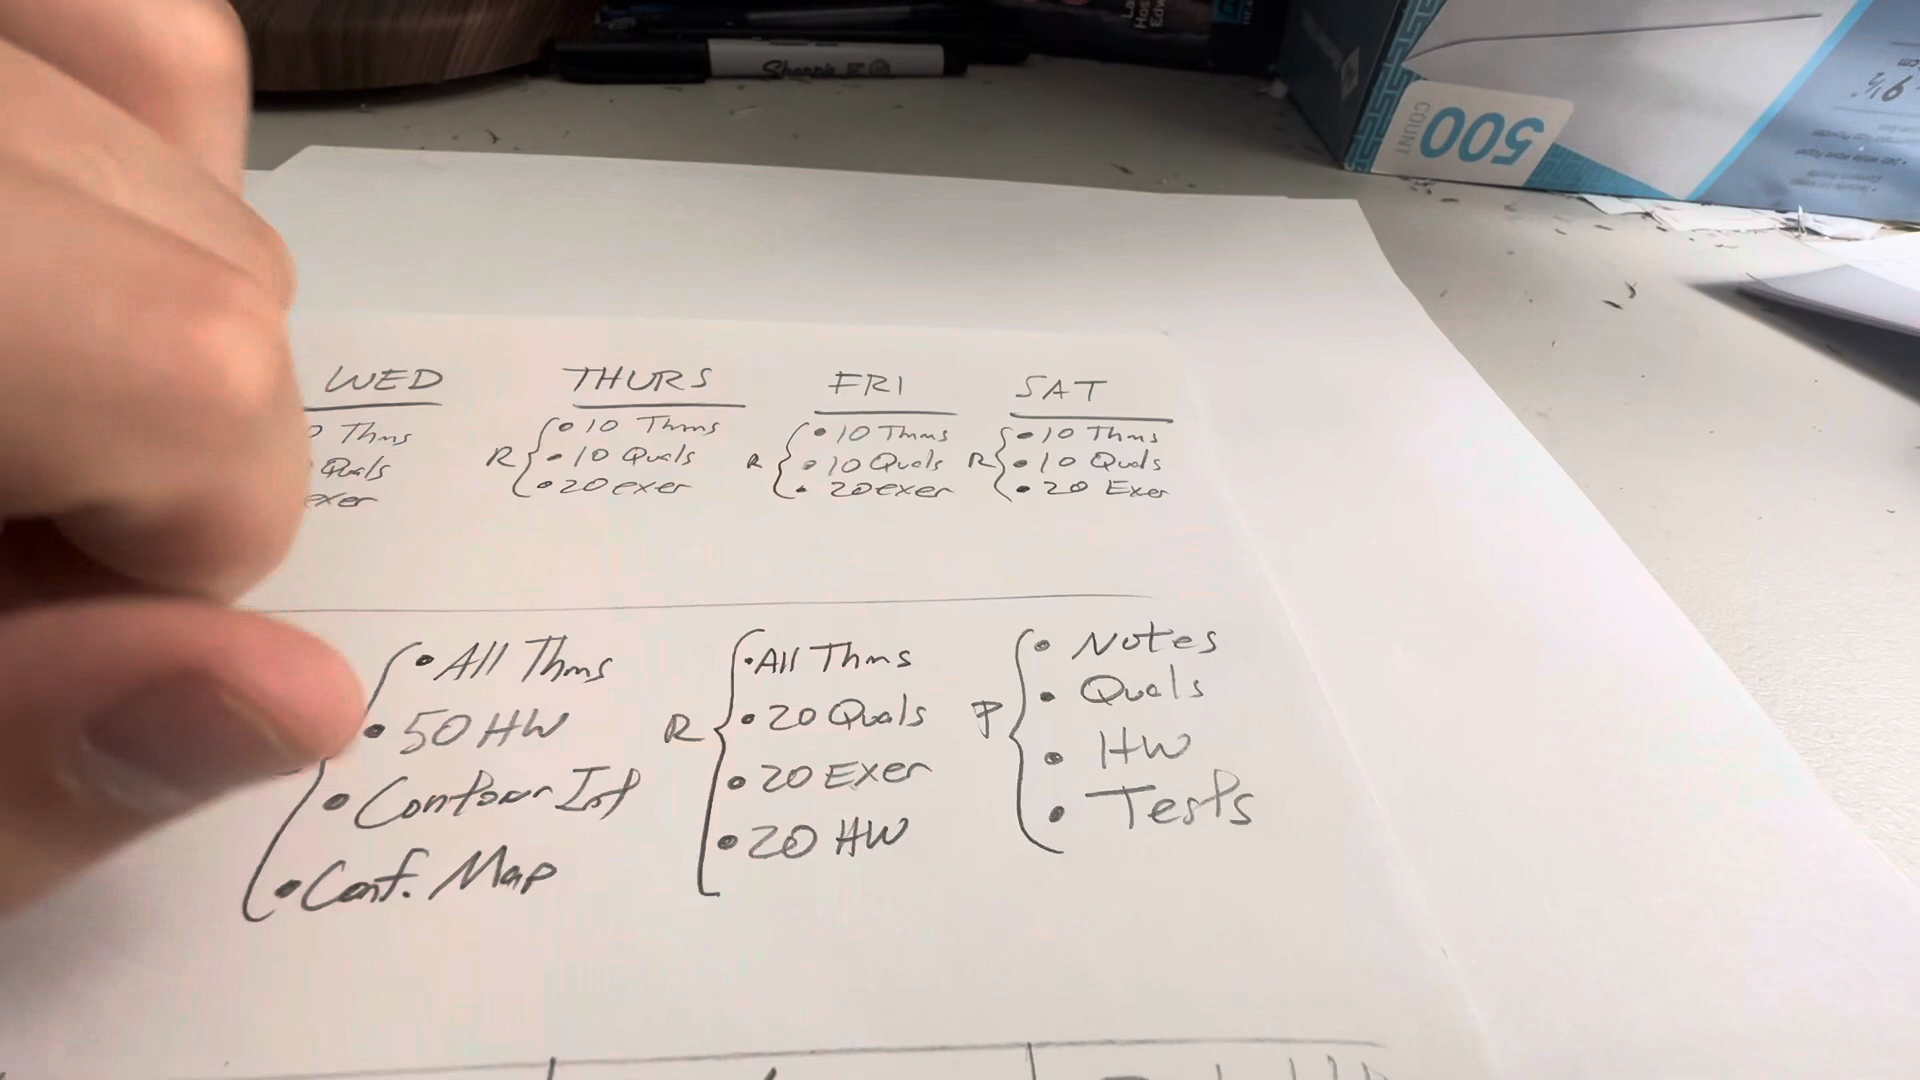 Sharpie
500
COUNT
9½
WED
Thms
Quals
exer
THURS
R
10 Thms
10 Quals
20 exer
FRI
R
10 Thms
10 Quals
20 exer
SAT
R
10 Thms
10 Quals
20 Exer
All Thms
50 HW
Contour Int
Conf. Map
R
All Thms
20 Quals
20 Exer
20 HW
P
Notes
Quals
HW
Tests